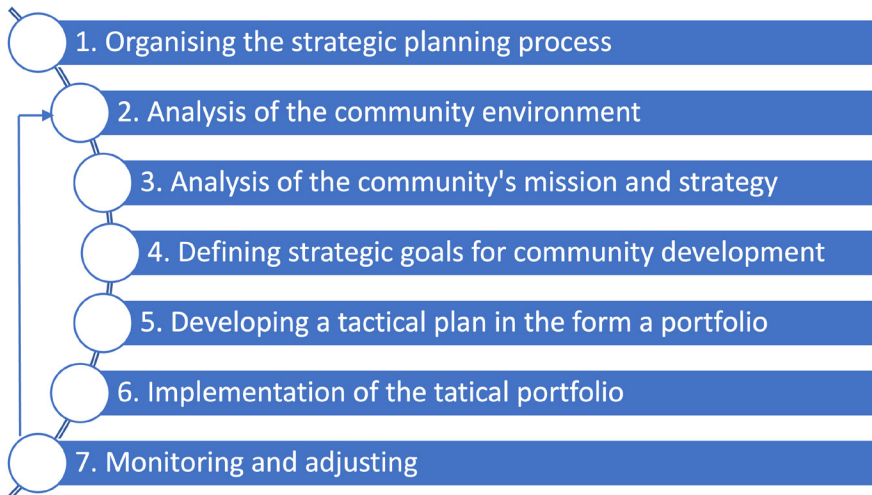 1. Organising the strategic planning process
2. Analysis of the community environment
3. Analysis of the community's mission and strategy
4. Defining strategic goals for community development
5. Developing a tactical plan in the form a portfolio
6. Implementation of the tatical portfolio
7. Monitoring and adjusting